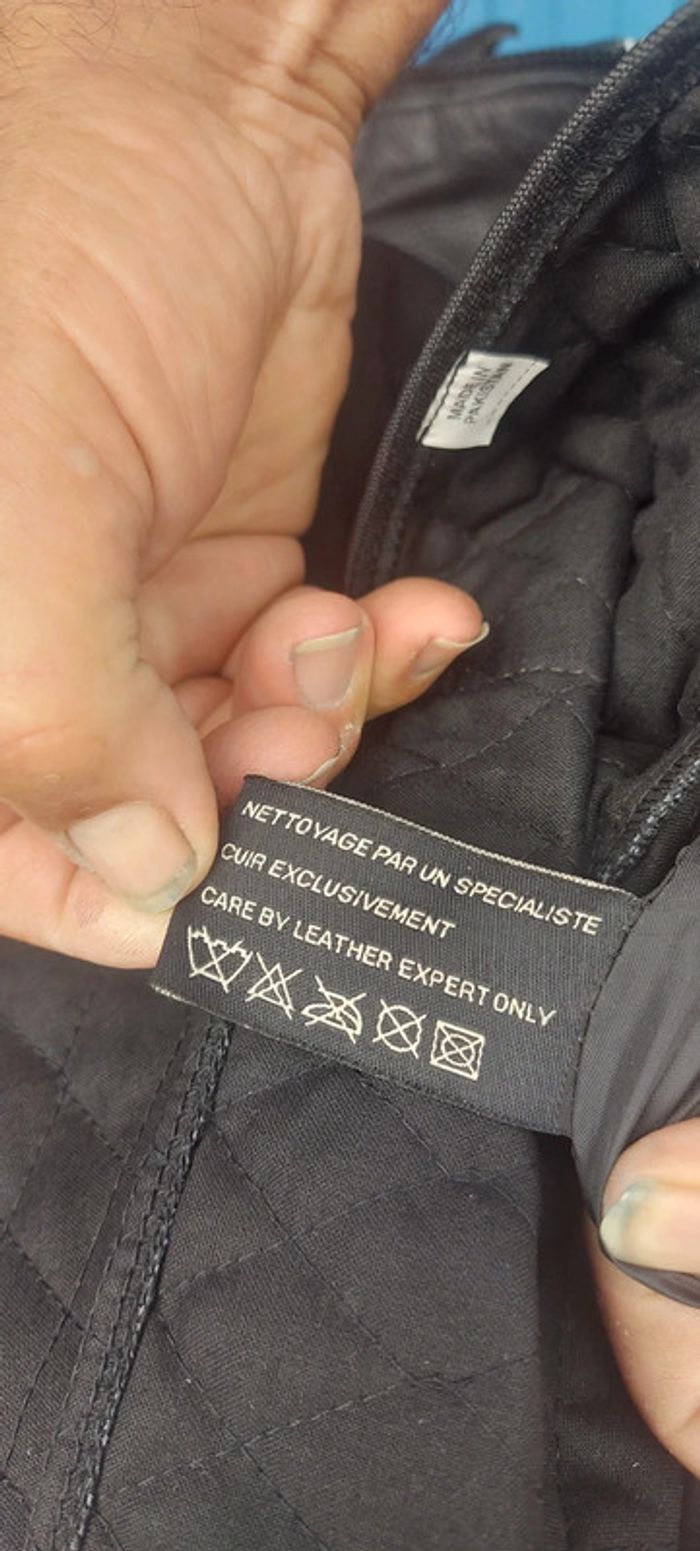 MADE IN
PAKISTAN
NETTOYAGE PAR UN SPECIALISTE
CUIR EXCLUSIVEMENT
CARE BY LEATHER EXPERT ONLY